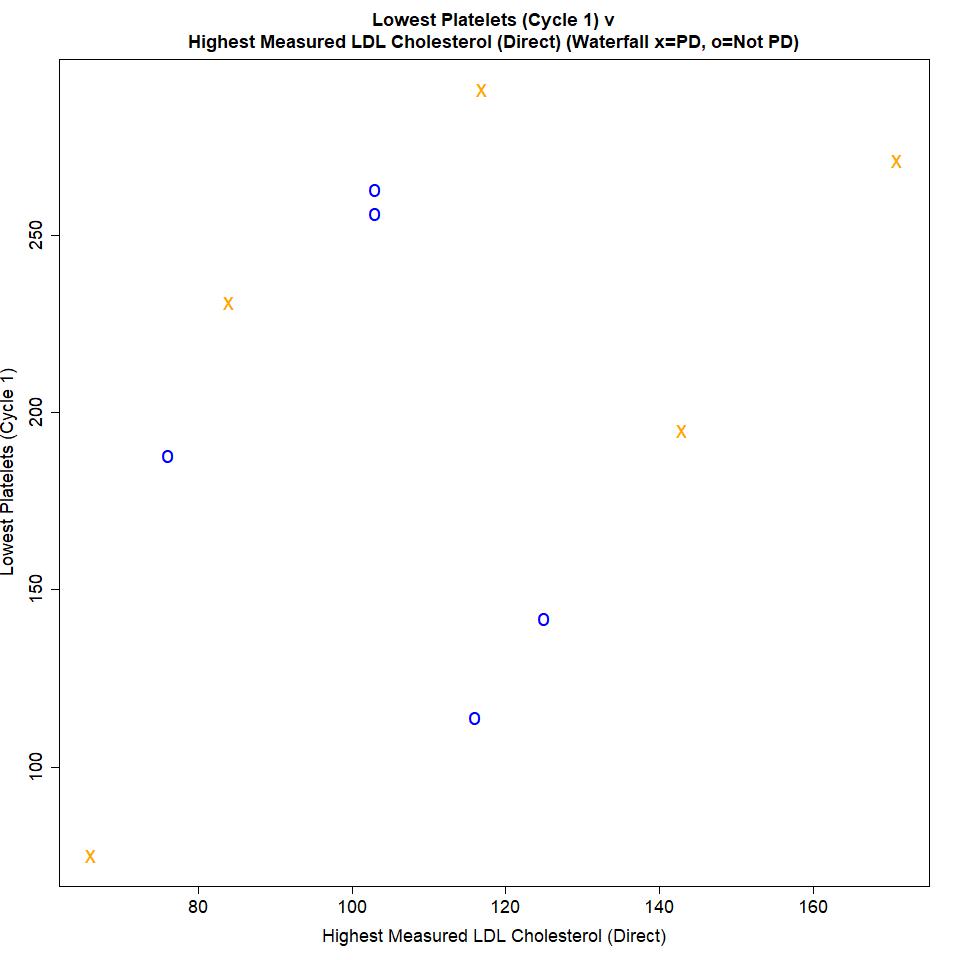 Lowest Platelets (Cycle 1) v
Highest Measured LDL Cholesterol (Direct) (Waterfall x=PD, o=Not PD)
Lowest Platelets (Cycle 1)
250
200
150
100
X
X
O
O
X
X
O
O
O
X
80 100 120 140 160
Highest Measured LDL Cholesterol (Direct)